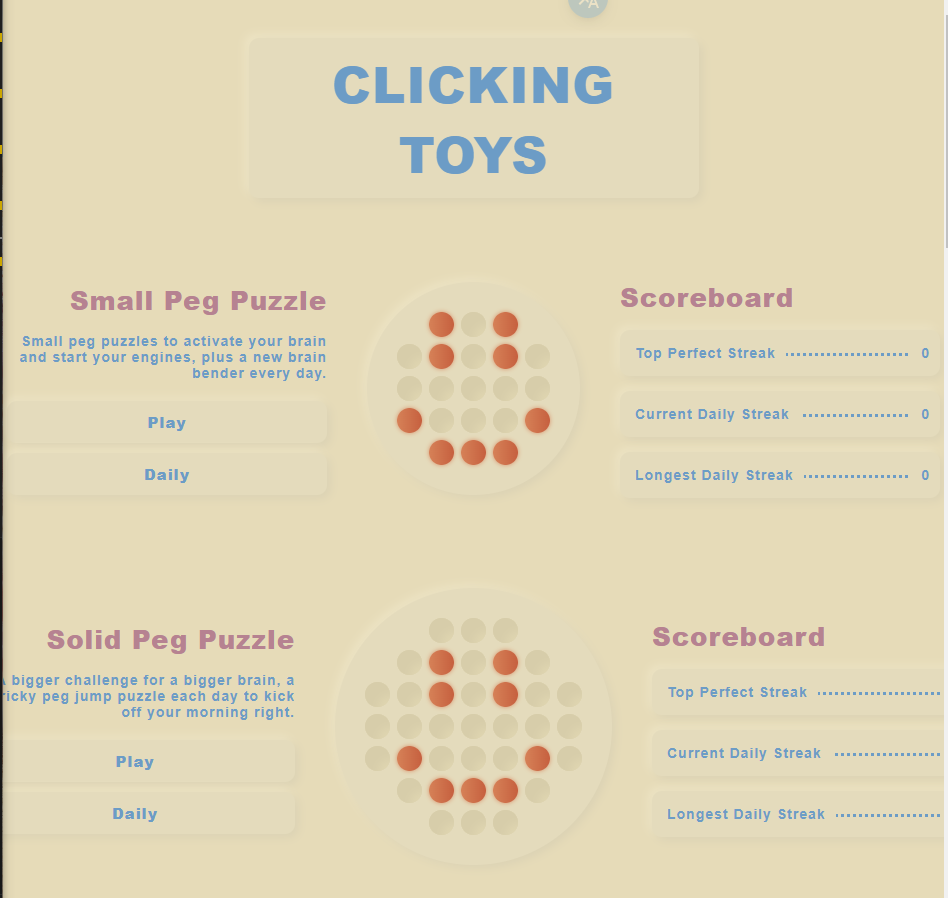 CLICKING
TOYS
Small Peg Puzzle
Small peg puzzles to activate your brain
and start your engines, plus a new brain
bender every day.
Play
Daily
Scoreboard
Top Perfect Streak 0
Current Daily Streak 0
Longest Daily Streak 0
Solid Peg Puzzle
bigger challenge for a bigger brain, a
peg jump puzzle each day to kick
off your morning right.
Play
Daily
Scoreboard
Top Perfect Streak
Current Daily Streak
Longest Daily Streak